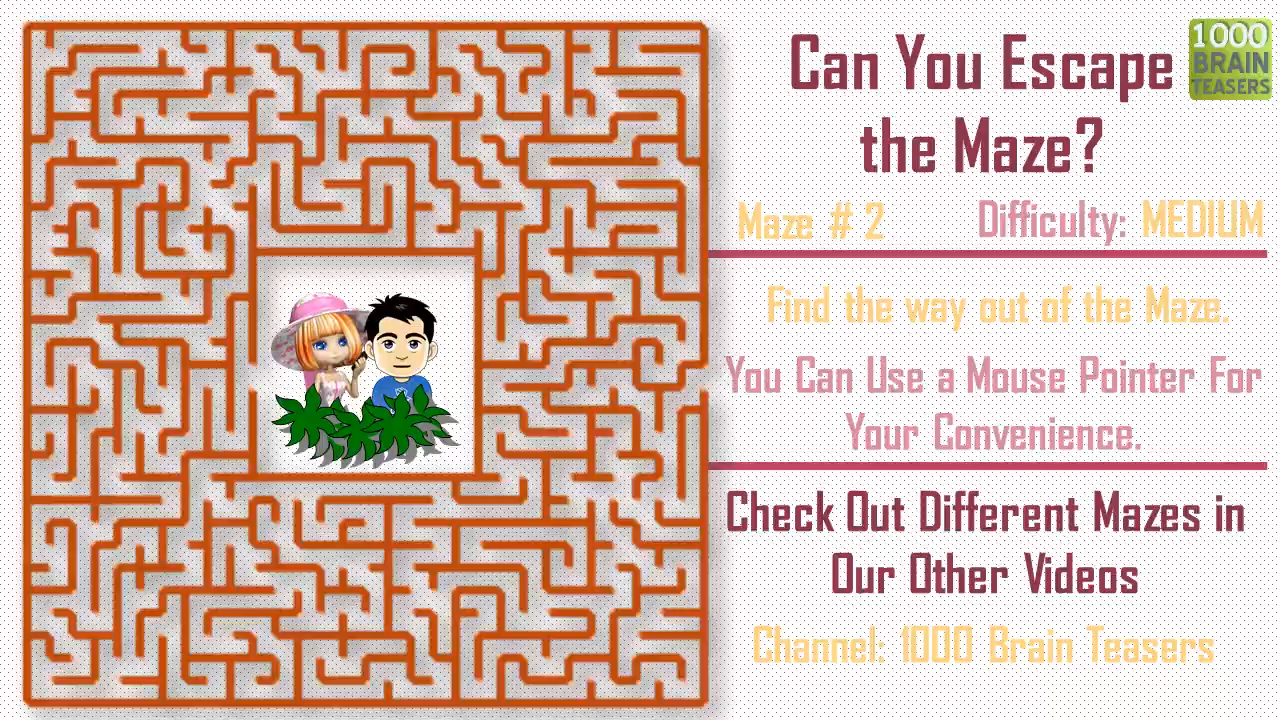 Can You Escape
the Maze?
1000
BRAIN
TEASERS
Maze # 2
Difficulty: MEDIUM
Find the way out of the Maze.
You Can Use a Mouse Pointer For
Your Convenience.
Check Out Different Mazes in
Our Other Videos
Channel: 1000 Brain Teasers